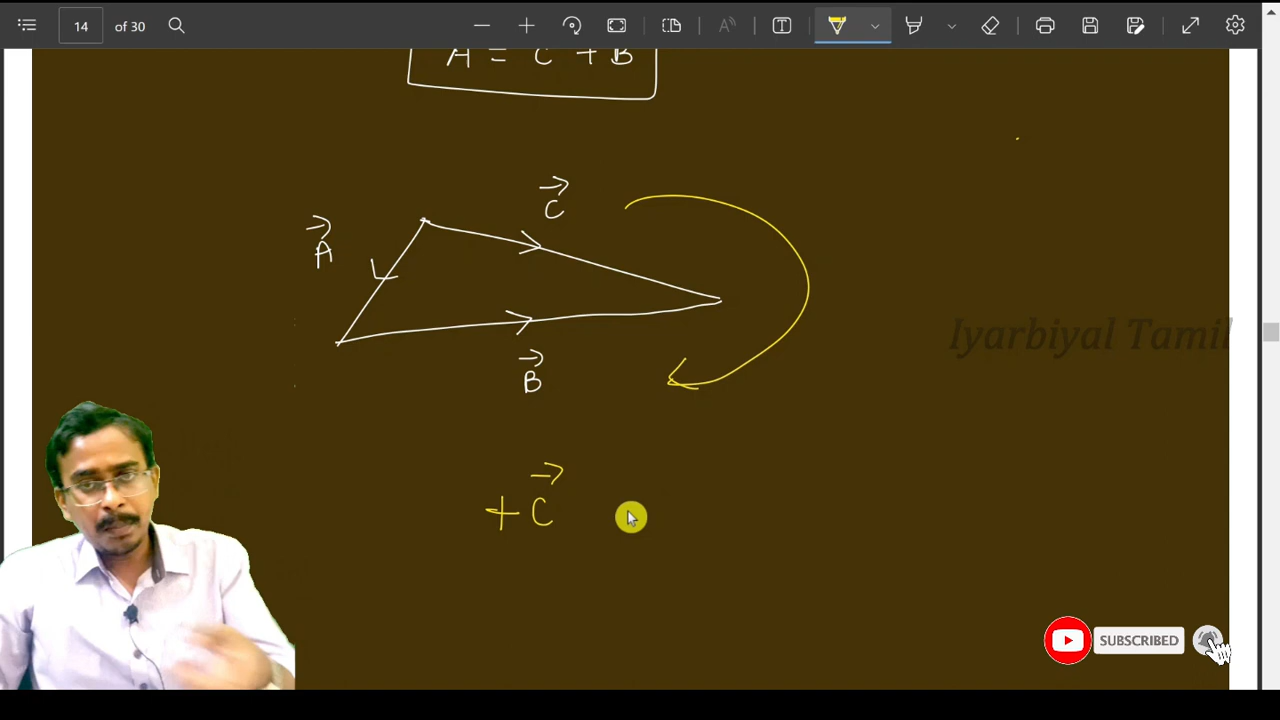 14 of 30
A = C + B
C
A
Iyarbiyal Tamil
B
+C
SUBSCRIBED